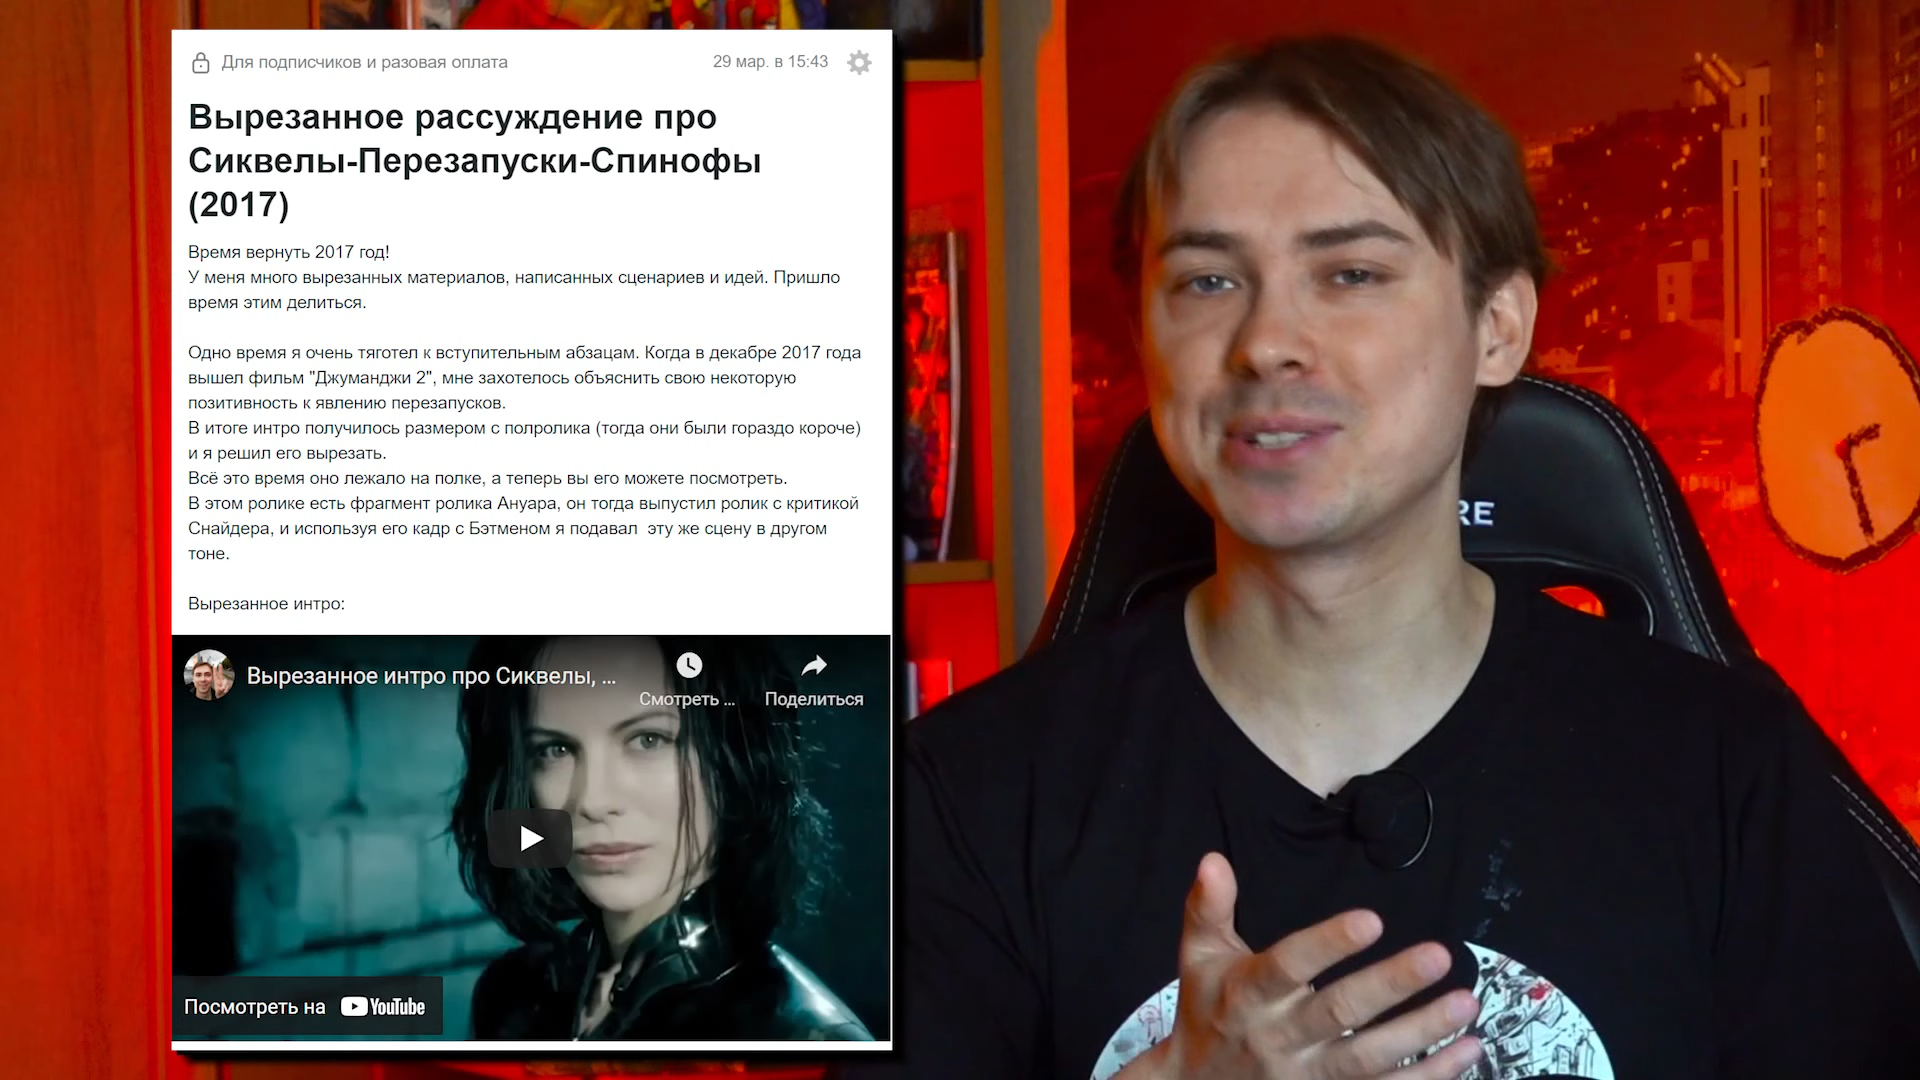 Для подписчиков и разовая оплата
29 мар. в 15:43
Вырезанное рассуждение про
Сиквелы-Перезапуски-Спинофы
(2017)
Время вернуть 2017 год!
У меня много вырезанных материалов, написанных сценариев и идей. Пришло
время этим делиться.
Одно время я очень тяготел к вступительным абзацам. Когда в декабре 2017 года
вышел фильм "Джуманджи 2", мне захотелось объяснить свою некоторую
позитивность к явлению перезапусков.
В итоге интро получилось размером с полролика (тогда они были гораздо короче)
и я решил его вырезать.
Всё это время оно лежало на полке, а теперь вы его можете посмотреть.
В этом ролике есть фрагмент ролика Ануара, он тогда выпустил ролик с критикой
Снайдера, и используя его кадр с Бэтменом я подавал эту же сцену в другом
тоне.
Вырезанное интро:
Вырезанное интро про Сиквелы, ...
Смотреть ...
Поделиться
Посмотреть на YouTube
RE